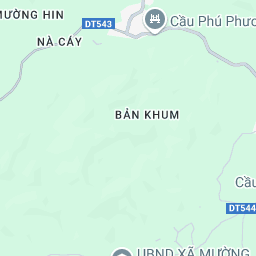 MƯỜNG HIN
DT543
Cầu Phú Phươ
NÀ CÁY
BẢN KHUM
Cầu
DT544
UBND XÃ MƯỜNG